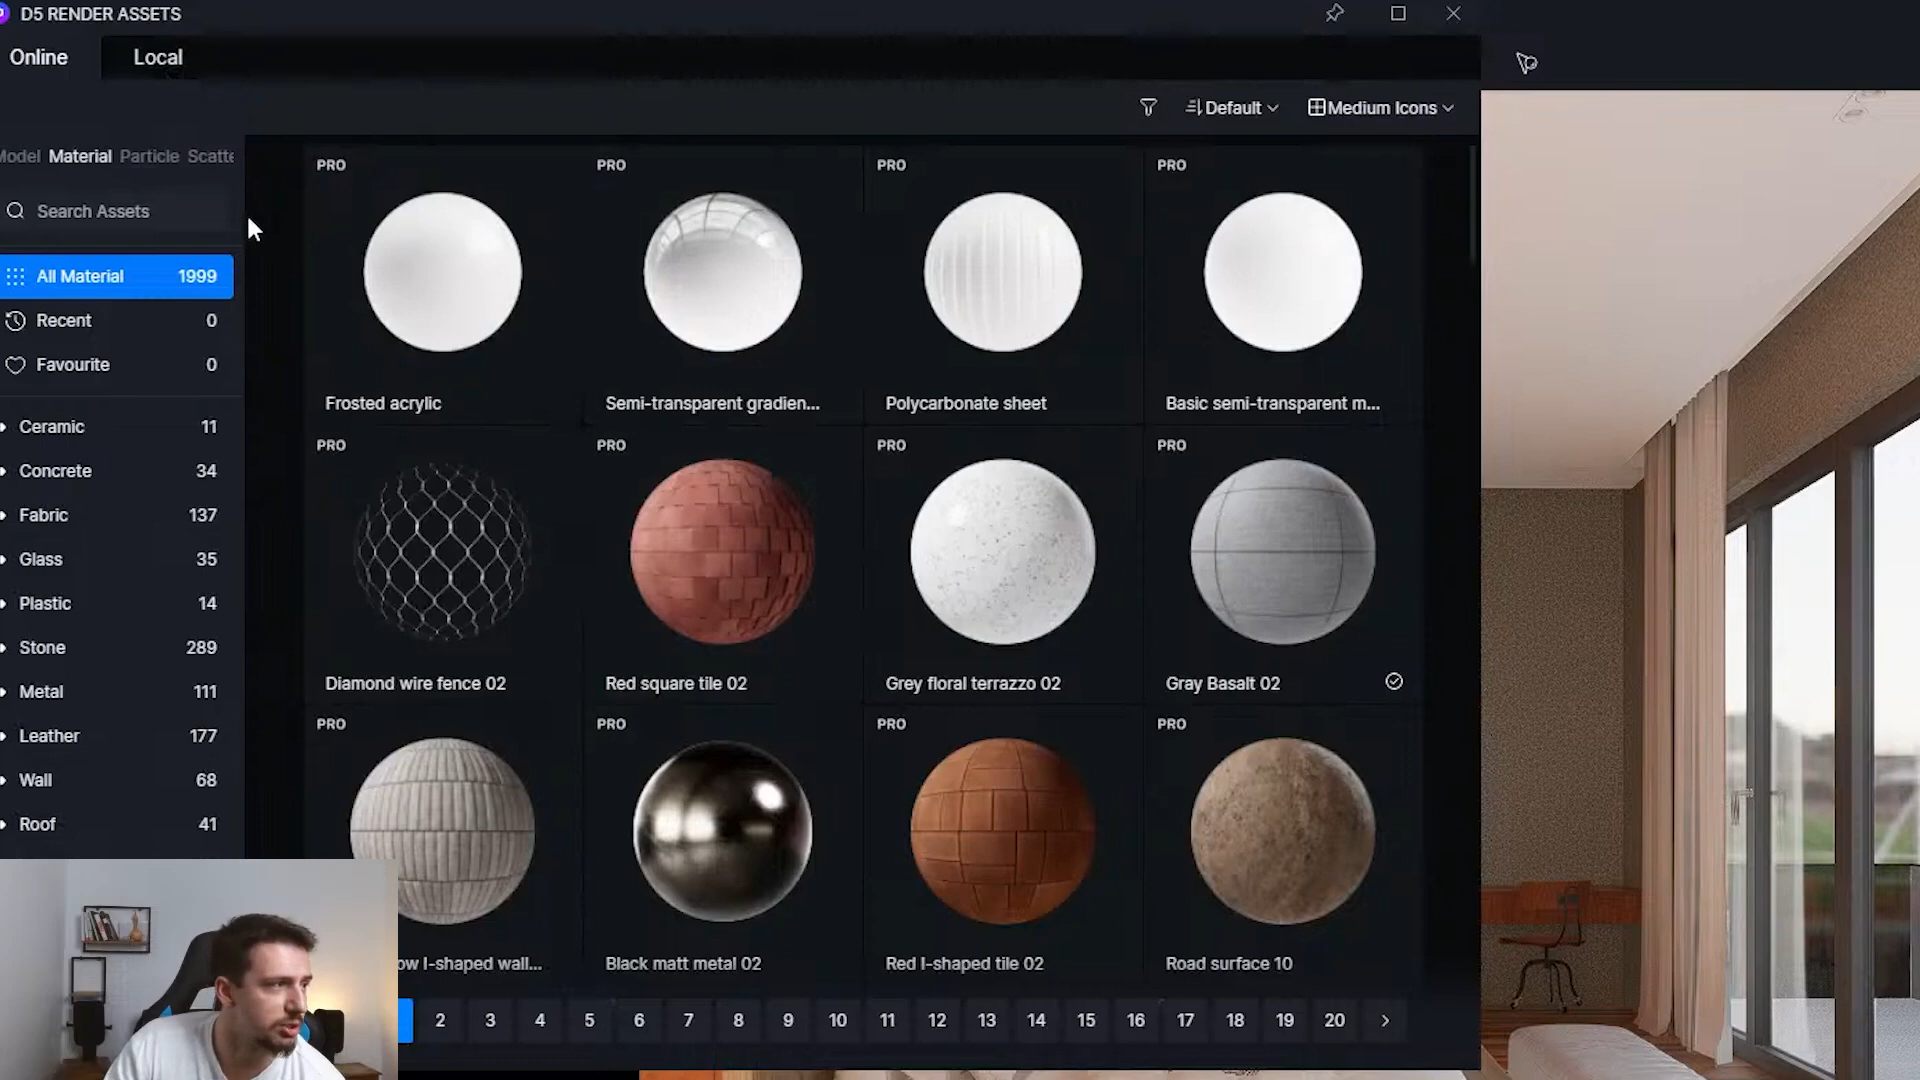 D5 RENDER ASSETS
Online
Local
Default
Medium Icons
Model Material Particle Scatte
Search Assets
All Material 1999
Recent 0
Favourite 0
Ceramic 11
Concrete 34
Fabric 137
Glass 35
Plastic 14
Stone 289
Metal 111
Leather 177
Wall 68
Roof 41
PRO PRO PRO PRO
Frosted acrylic
Semi-transparent gradien...
Polycarbonate sheet
Basic semi-transparent m...
PRO PRO PRO PRO
Diamond wire fence 02
Red square tile 02
Grey floral terrazzo 02
Gray Basalt 02
PRO PRO PRO PRO
ow I-shaped wall...
Black matt metal 02
Red I-shaped tile 02
Road surface 10
2 3 4 5 6 7 8 9 10 11 12 13 14 15 16 17 18 19 20